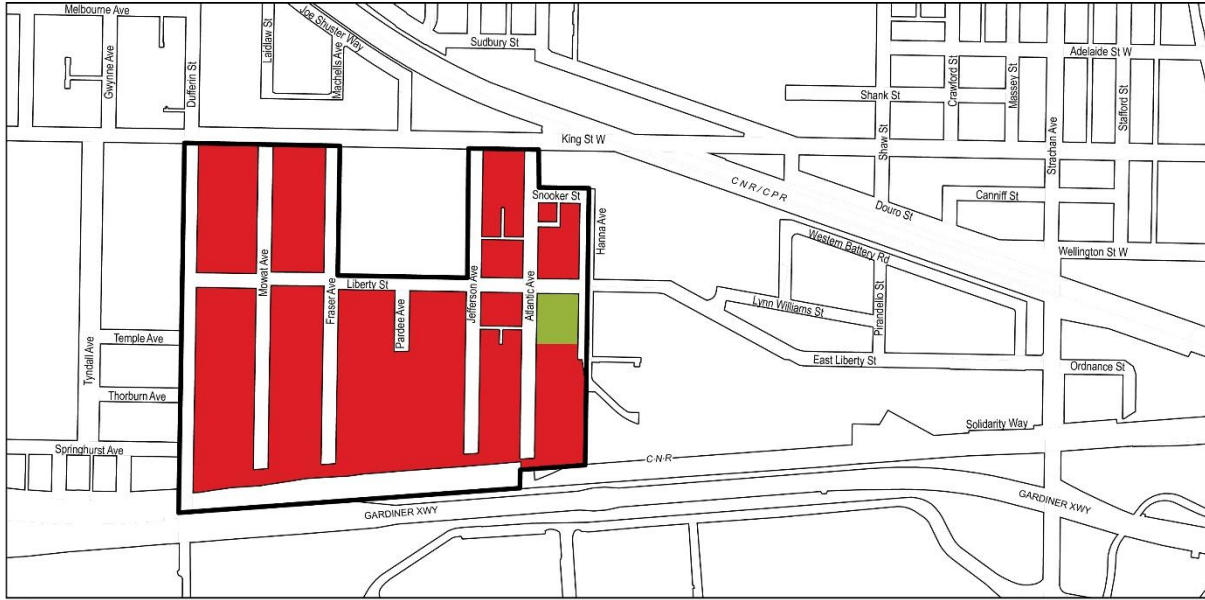 Melbourne Ave
Gwynne Ave
Dufferin St
Laidlaw St
Machells Ave
Joe Shuster Way
Sudbury St
Adelaide St W
Shank St
Crawford St
Massey St
Stafford St
Shaw St
Strachan Ave
King St W
CNR/CPR
Douro St
Canniff St
Wellington St W
Snooker St
Hanna Ave
Western Battery Rd
Mowat Ave
Fraser Ave
Liberty St
Pardee Ave
Jefferson Ave
Atlantic Ave
Lynn Williams St
Pirandello St
East Liberty St
Ordnance St
Temple Ave
Tyndall Ave
Thorburn Ave
Springhurst Ave
Solidarity Way
CNR
GARDINER XWY
GARDINER XWY